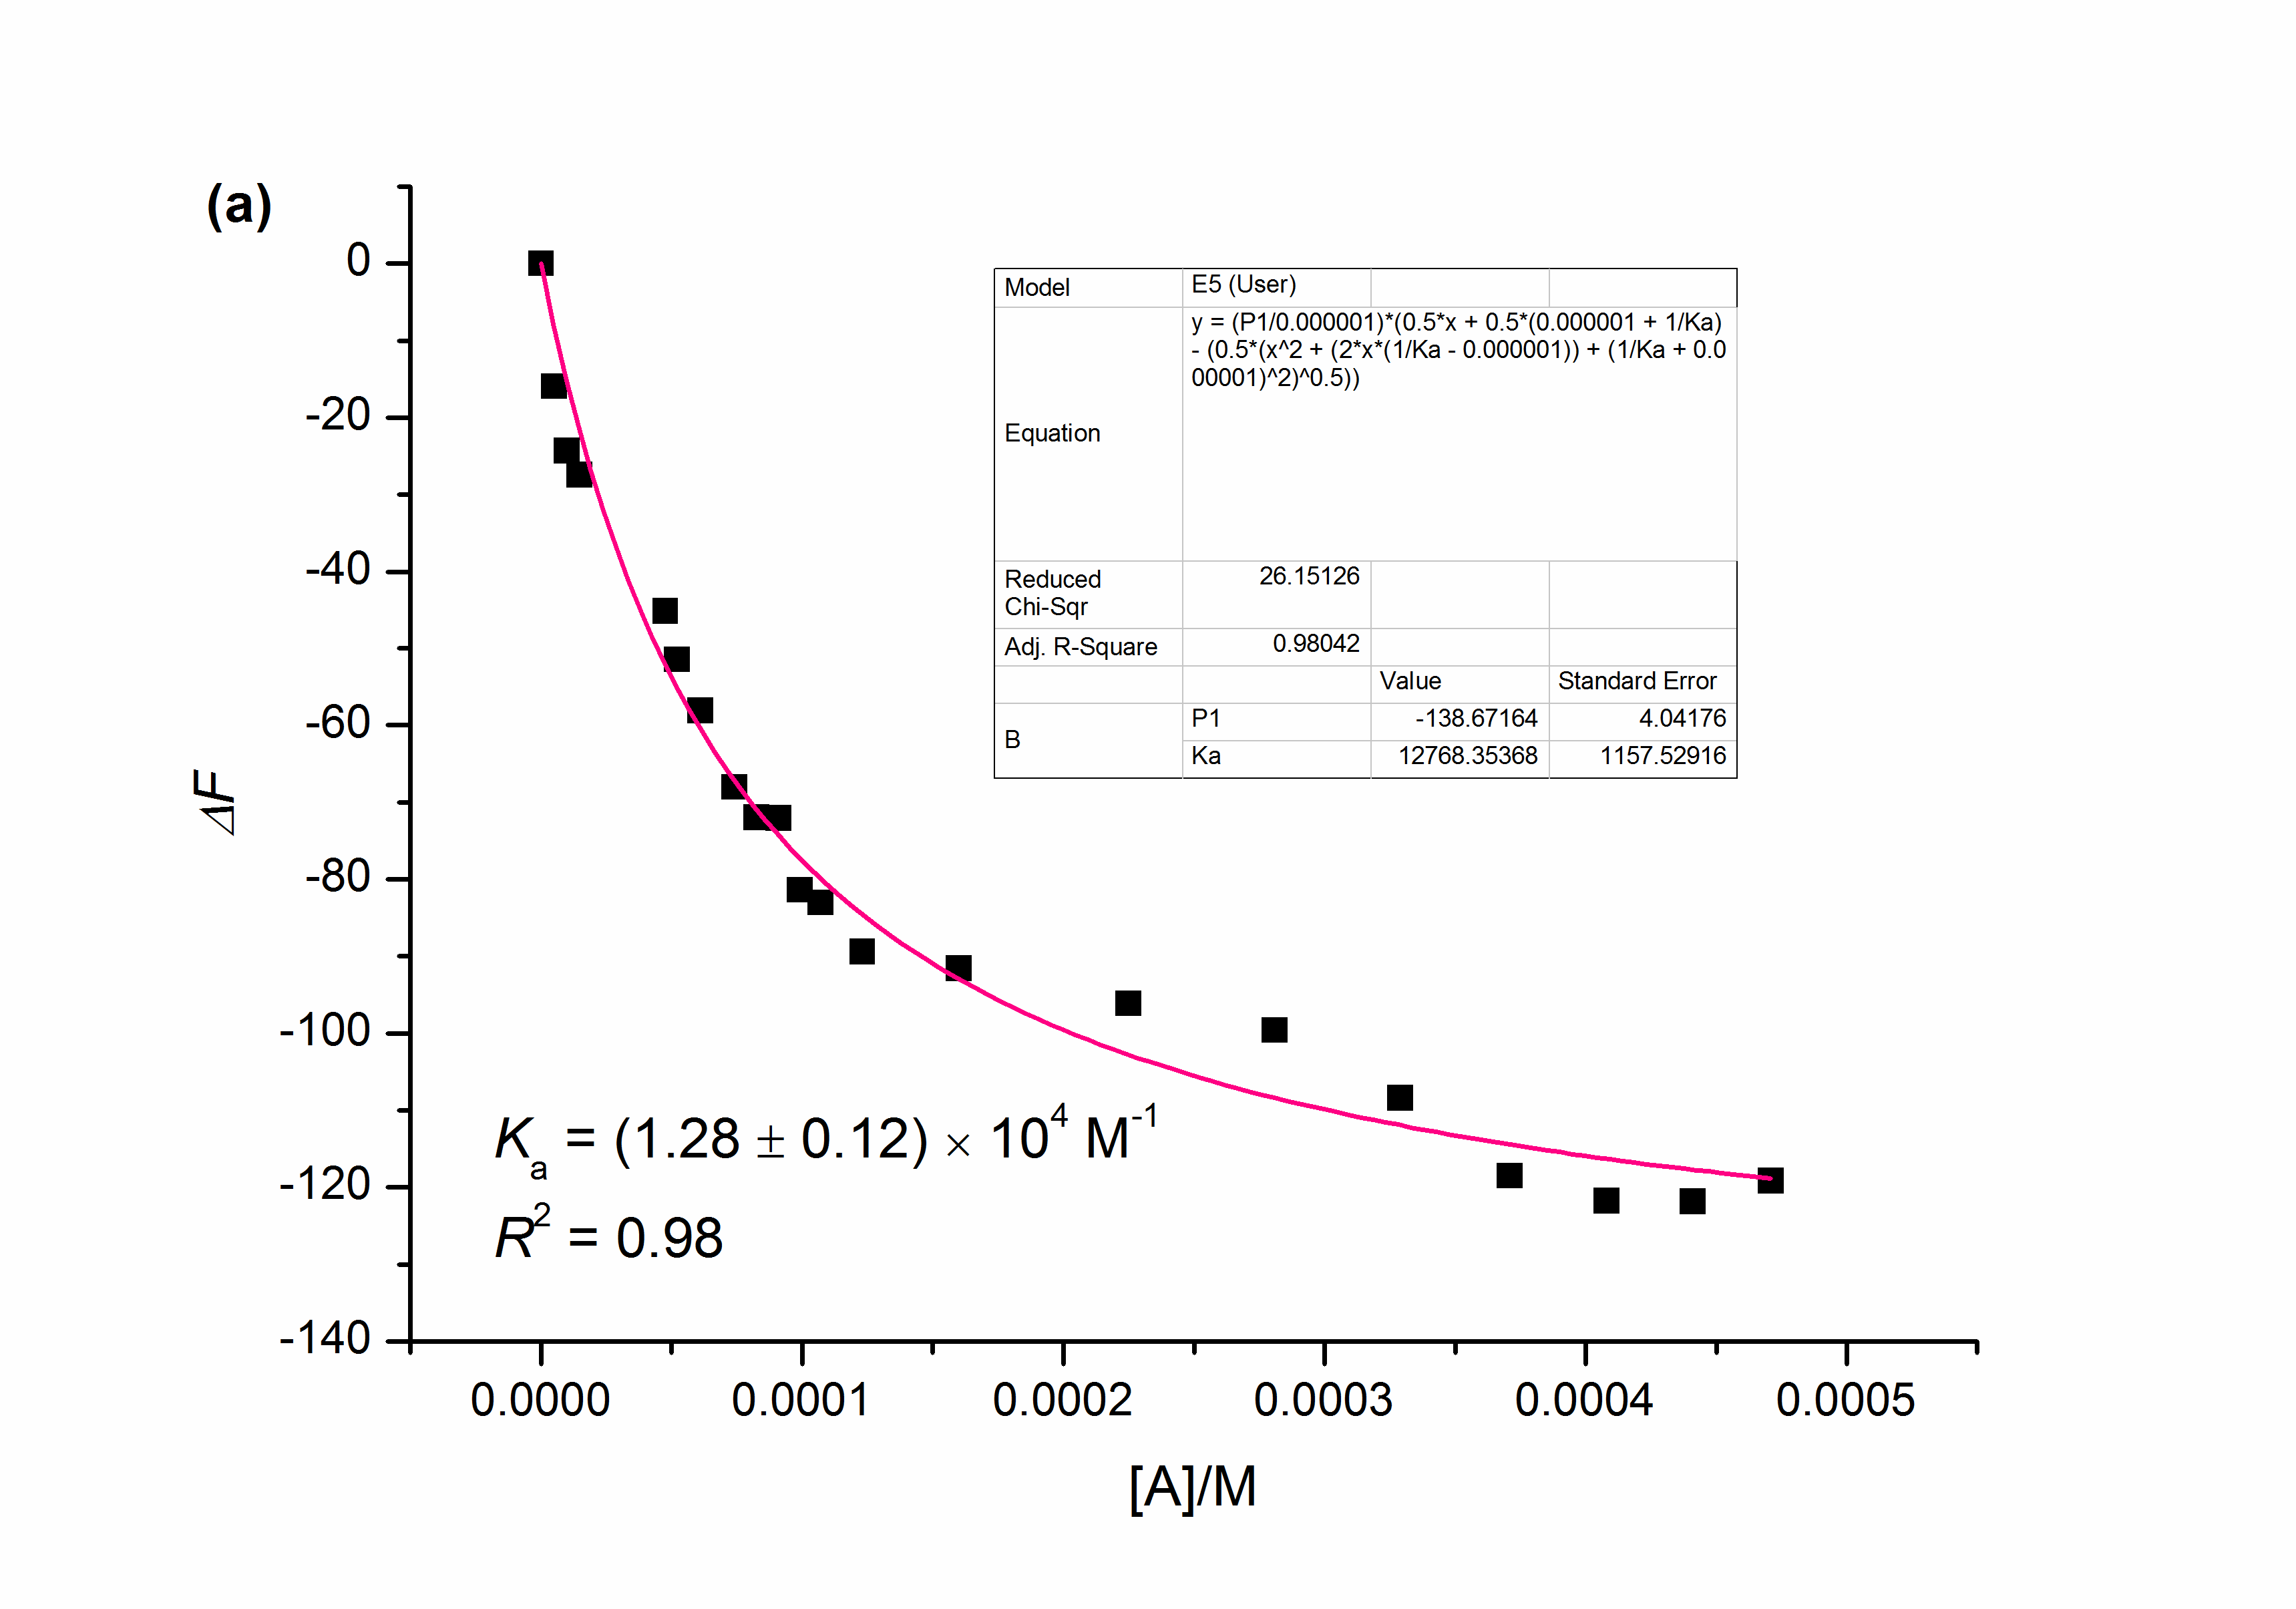 (a)
0
-20
-40
-60
-80
-100
-120
-140
ΔF
0.0000 0.0001 0.0002 0.0003 0.0004 0.0005
[A]/M
Model E5 (User)
Equation
y = (P1/0.000001)*(0.5*x + 0.5*(0.000001 + 1/Ka)
- (0.5*(x^2 + (2*x*(1/Ka - 0.000001)) + (1/Ka + 0.0
00001)^2)^0.5))
Reduced
Chi-Sqr
26.15126
Adj. R-Square 0.98042
Value Standard Error
B
P1 -138.67164 4.04176
Ka 12768.35368 1157.52916
Ka = (1.28 ± 0.12) × 10⁴ M⁻¹
R² = 0.98